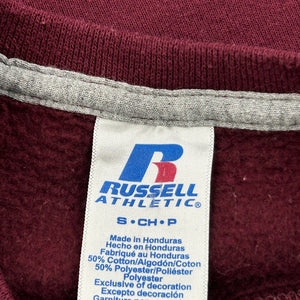 RUSSELL
ATHLETIC®
S • CH • P
Made in Honduras
Hecho en Honduras
Fabriqué au Honduras
50% Cotton/Algodón/Coton
50% Polyester/Poliéster
Polyester
Exclusive of decoration
Excepto decoración